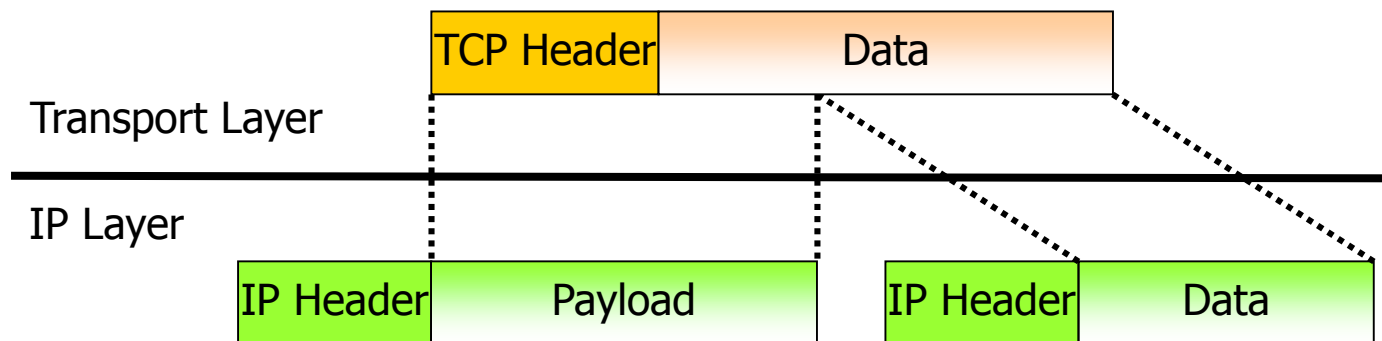 TCP Header
Data
Transport Layer
IP Layer
IP Header
Payload
IP Header
Data